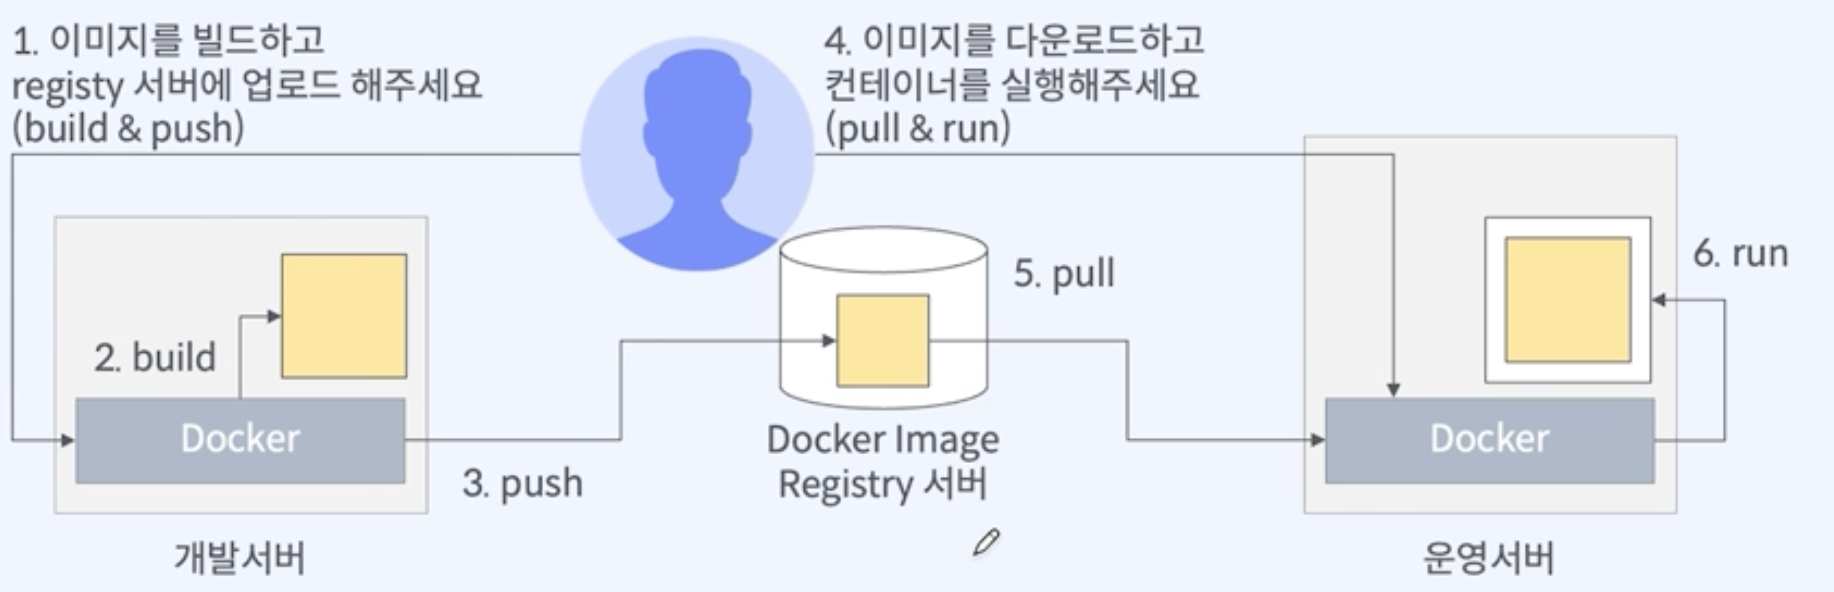 1. 이미지를 빌드하고
registy 서버에 업로드 해주세요
(build & push)
4. 이미지를 다운로드하고
컨테이너를 실행해주세요
(pull & run)
2. build
Docker
개발서버
3. push
Docker Image
Registry 서버
5. pull
6. run
Docker
운영서버